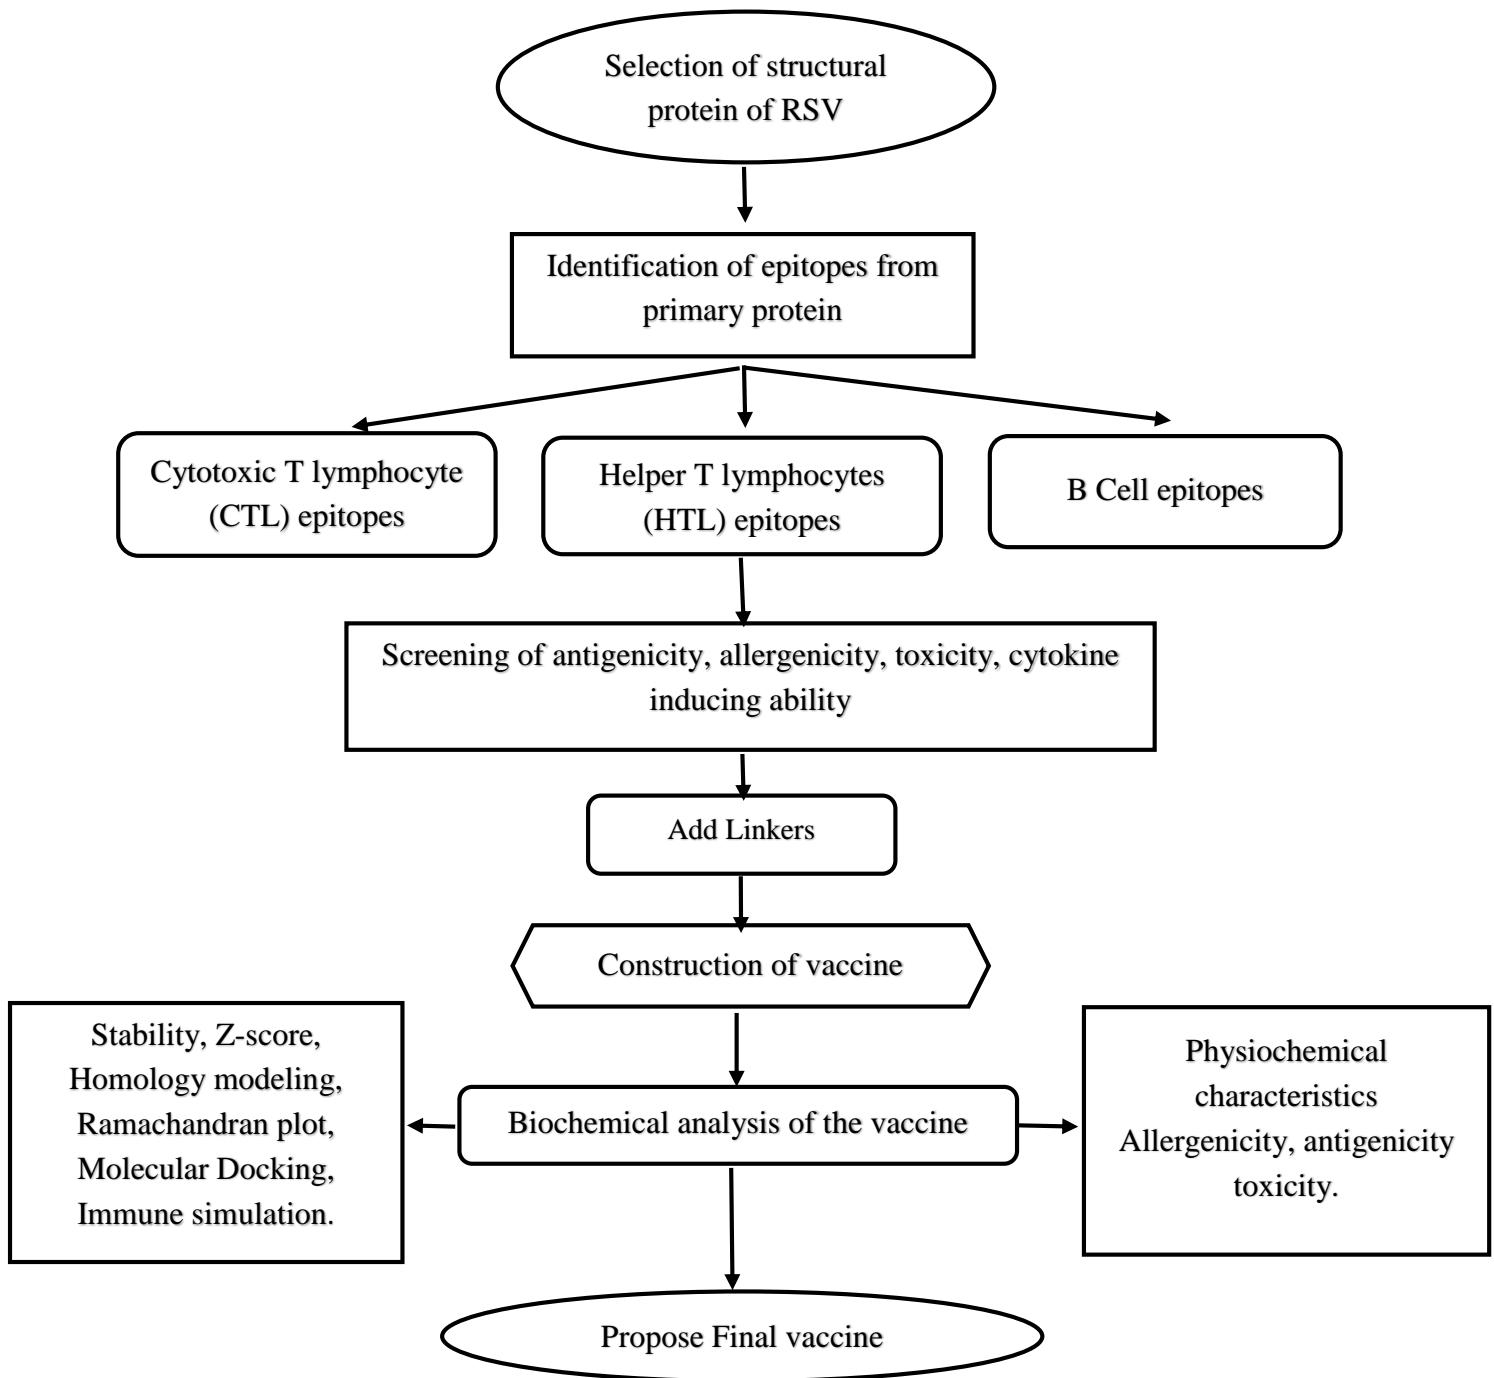 Selection of structural
protein of RSV
Identification of epitopes from
primary protein
Cytotoxic T lymphocyte
(CTL) epitopes
Helper T lymphocytes
(HTL) epitopes
B Cell epitopes
Screening of antigenicity, allergenicity, toxicity, cytokine
inducing ability
Add Linkers
Construction of vaccine
Stability, Z-score,
Homology modeling,
Ramachandran plot,
Molecular Docking,
Immune simulation.
Biochemical analysis of the vaccine
Physiochemical
characteristics
Allergenicity, antigenicity
toxicity.
Propose Final vaccine